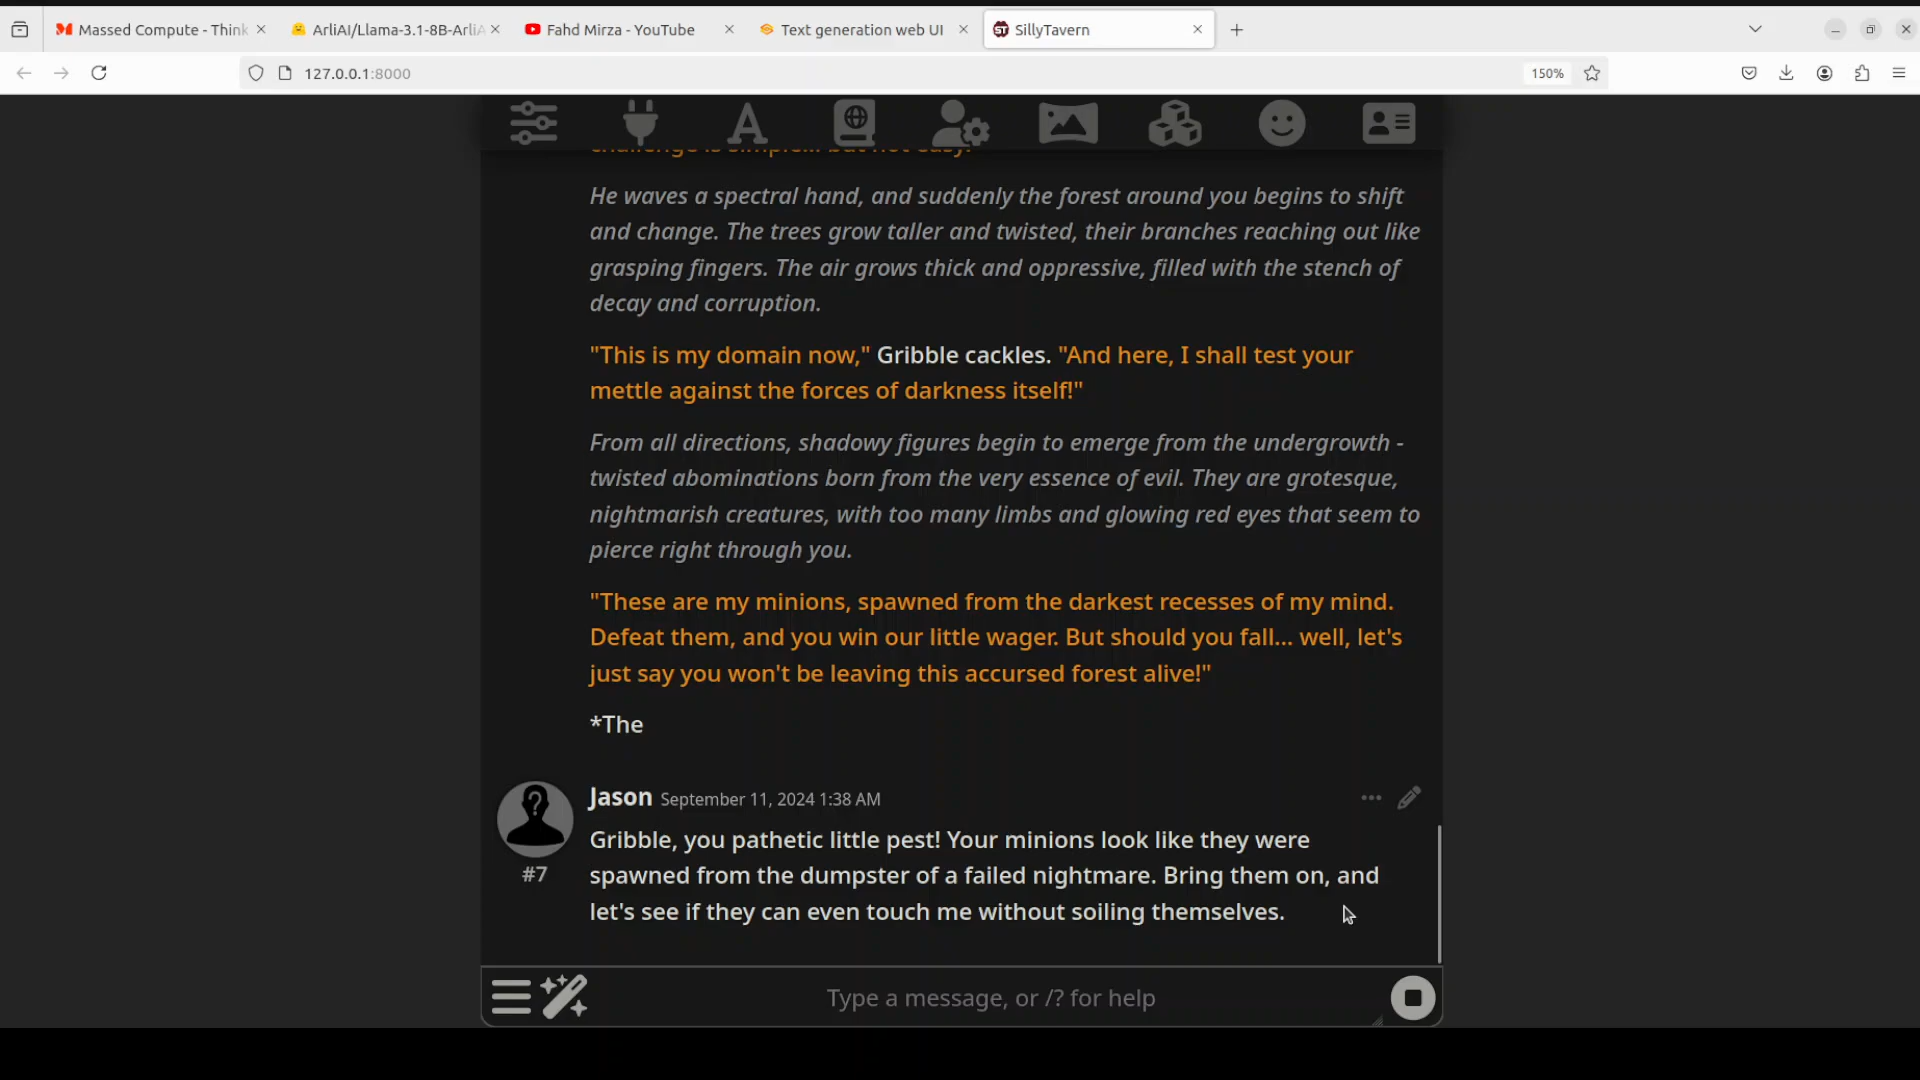 Massed Compute - Think
ArliAI/Llama-3.1-8B-ArliA
Fahd Mirza - YouTube
Text generation web UI
SillyTavern
127.0.0.1:8000
150%
He waves a spectral hand, and suddenly the forest around you begins to shift
and change. The trees grow taller and twisted, their branches reaching out like
grasping fingers. The air grows thick and oppressive, filled with the stench of
decay and corruption.
"This is my domain now," Gribble cackles. "And here, I shall test your
mettle against the forces of darkness itself!"
From all directions, shadowy figures begin to emerge from the undergrowth -
twisted abominations born from the very essence of evil. They are grotesque,
nightmarish creatures, with too many limbs and glowing red eyes that seem to
pierce right through you.
"These are my minions, spawned from the darkest recesses of my mind.
Defeat them, and you win our little wager. But should you fall... well, let's
just say you won't be leaving this accursed forest alive!"
*The
Jason September 11, 2024 1:38 AM
Gribble, you pathetic little pest! Your minions look like they were
#7
spawned from the dumpster of a failed nightmare. Bring them on, and
let's see if they can even touch me without soiling themselves.
Type a message, or /? for help